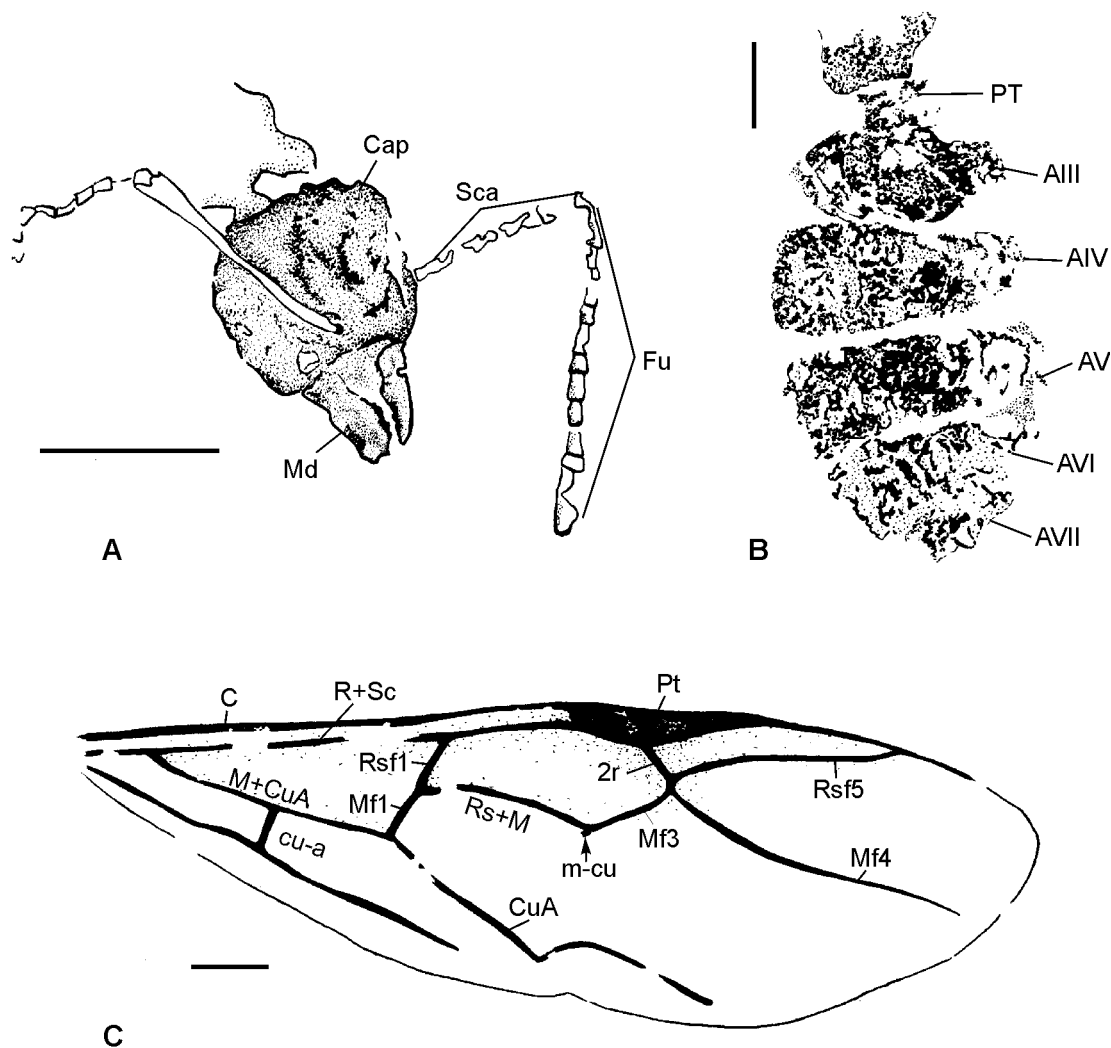 Cap
Sca
Fu
Md
A
PT
AIII
AIV
AV
AVI
AVII
B
C
R+Sc
Pt
Rsf1
2r
Rsf5
M+CuA
Mf1
Rs+M
Mf3
cu-a
m-cu
Mf4
CuA
C